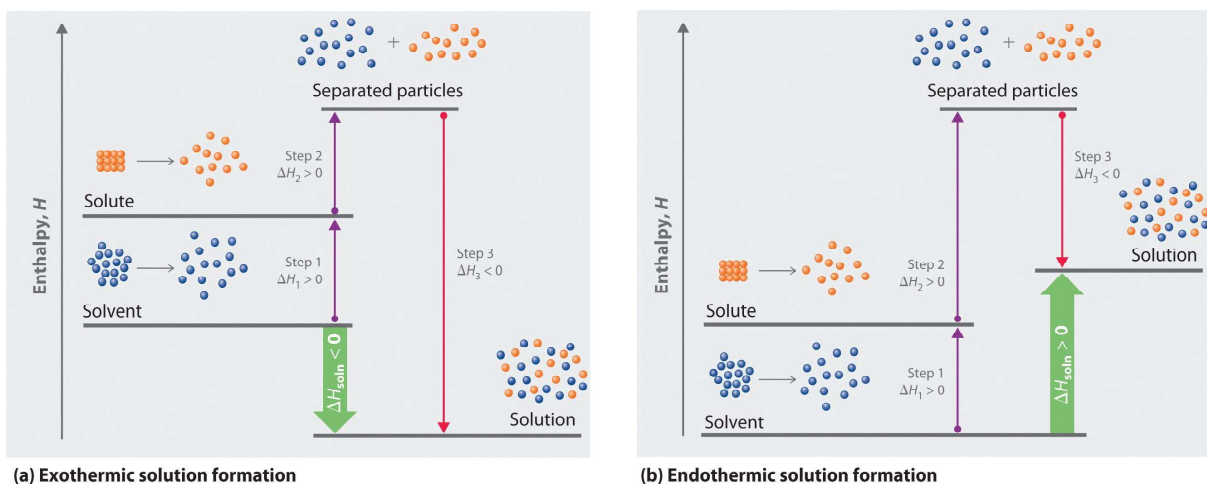 Enthalpy, H
+
Separated particles
Step 2
ΔH₂ > 0
Solute
Step 1
ΔH₁ > 0
Solvent
Step 3
ΔH₃ < 0
ΔHsoln < 0
Solution
(a) Exothermic solution formation
Enthalpy, H
+
Separated particles
Step 3
ΔH₃ < 0
Solution
Step 2
ΔH₂ > 0
Solute
Step 1
ΔH₁ > 0
Solvent
ΔHsoln > 0
(b) Endothermic solution formation